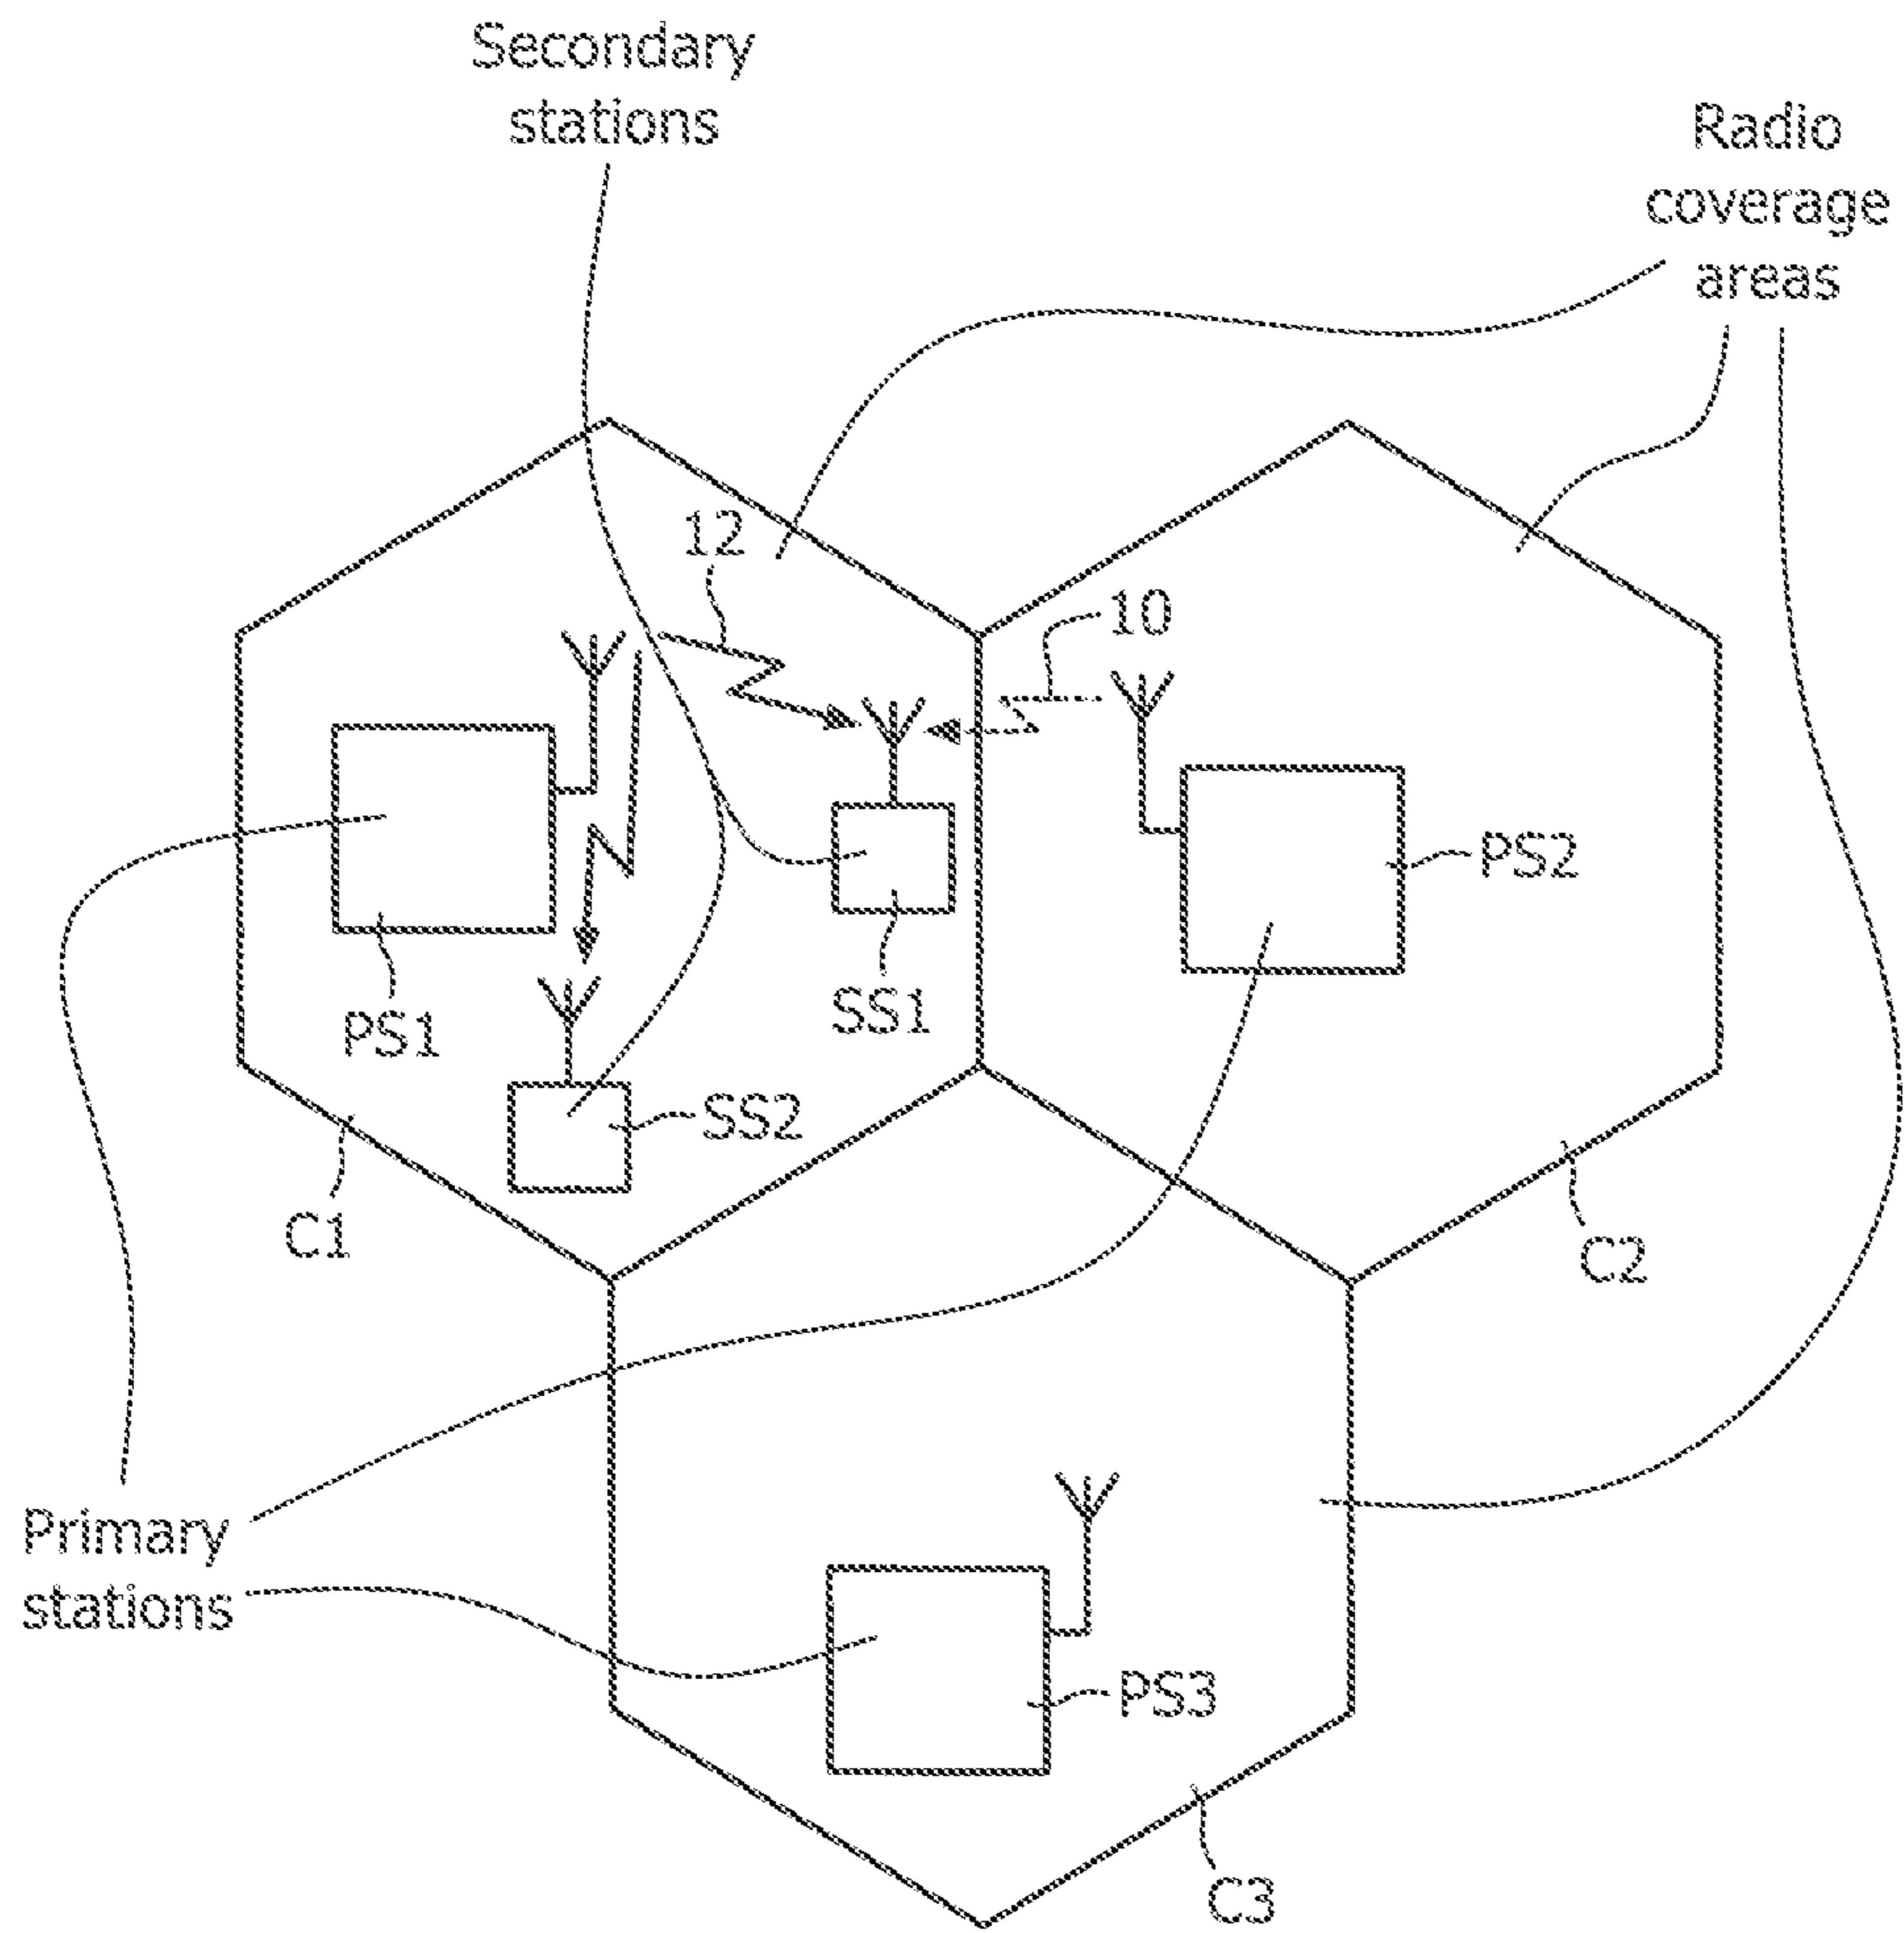 Secondary
stations
Radio
coverage
areas
12
10
PS2
SS1
PS1
SS2
C1
C2
Primary
stations
PS3
C3